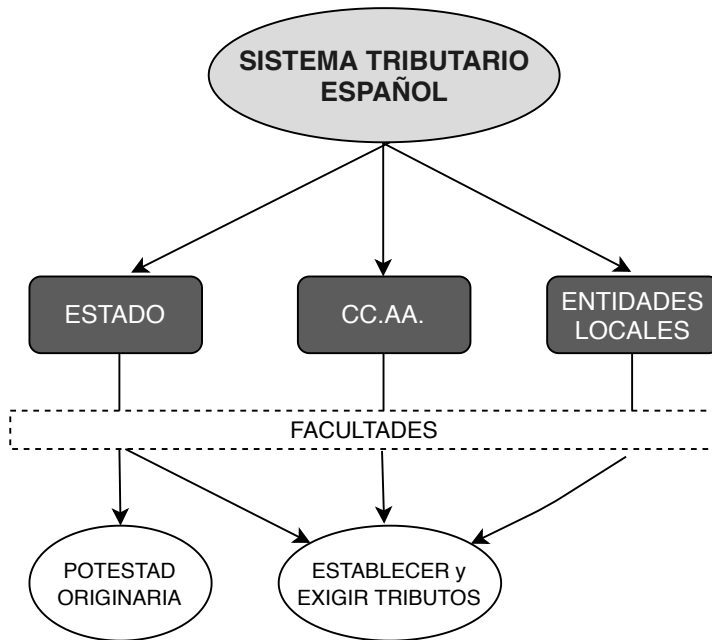 SISTEMA TRIBUTARIO
ESPAÑOL
ESTADO
CC.AA.
ENTIDADES
LOCALES
FACULTADES
POTESTAD
ORIGINARIA
ESTABLECER y
EXIGIR TRIBUTOS